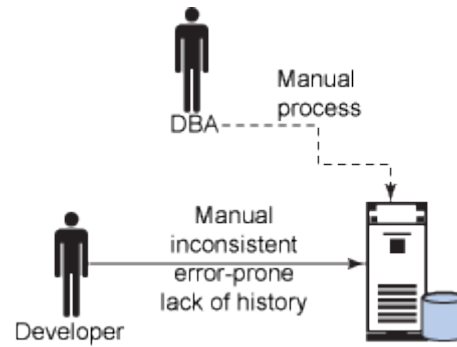 Manual
process
DBA
Manual
inconsistent
error-prone
lack of history
Developer